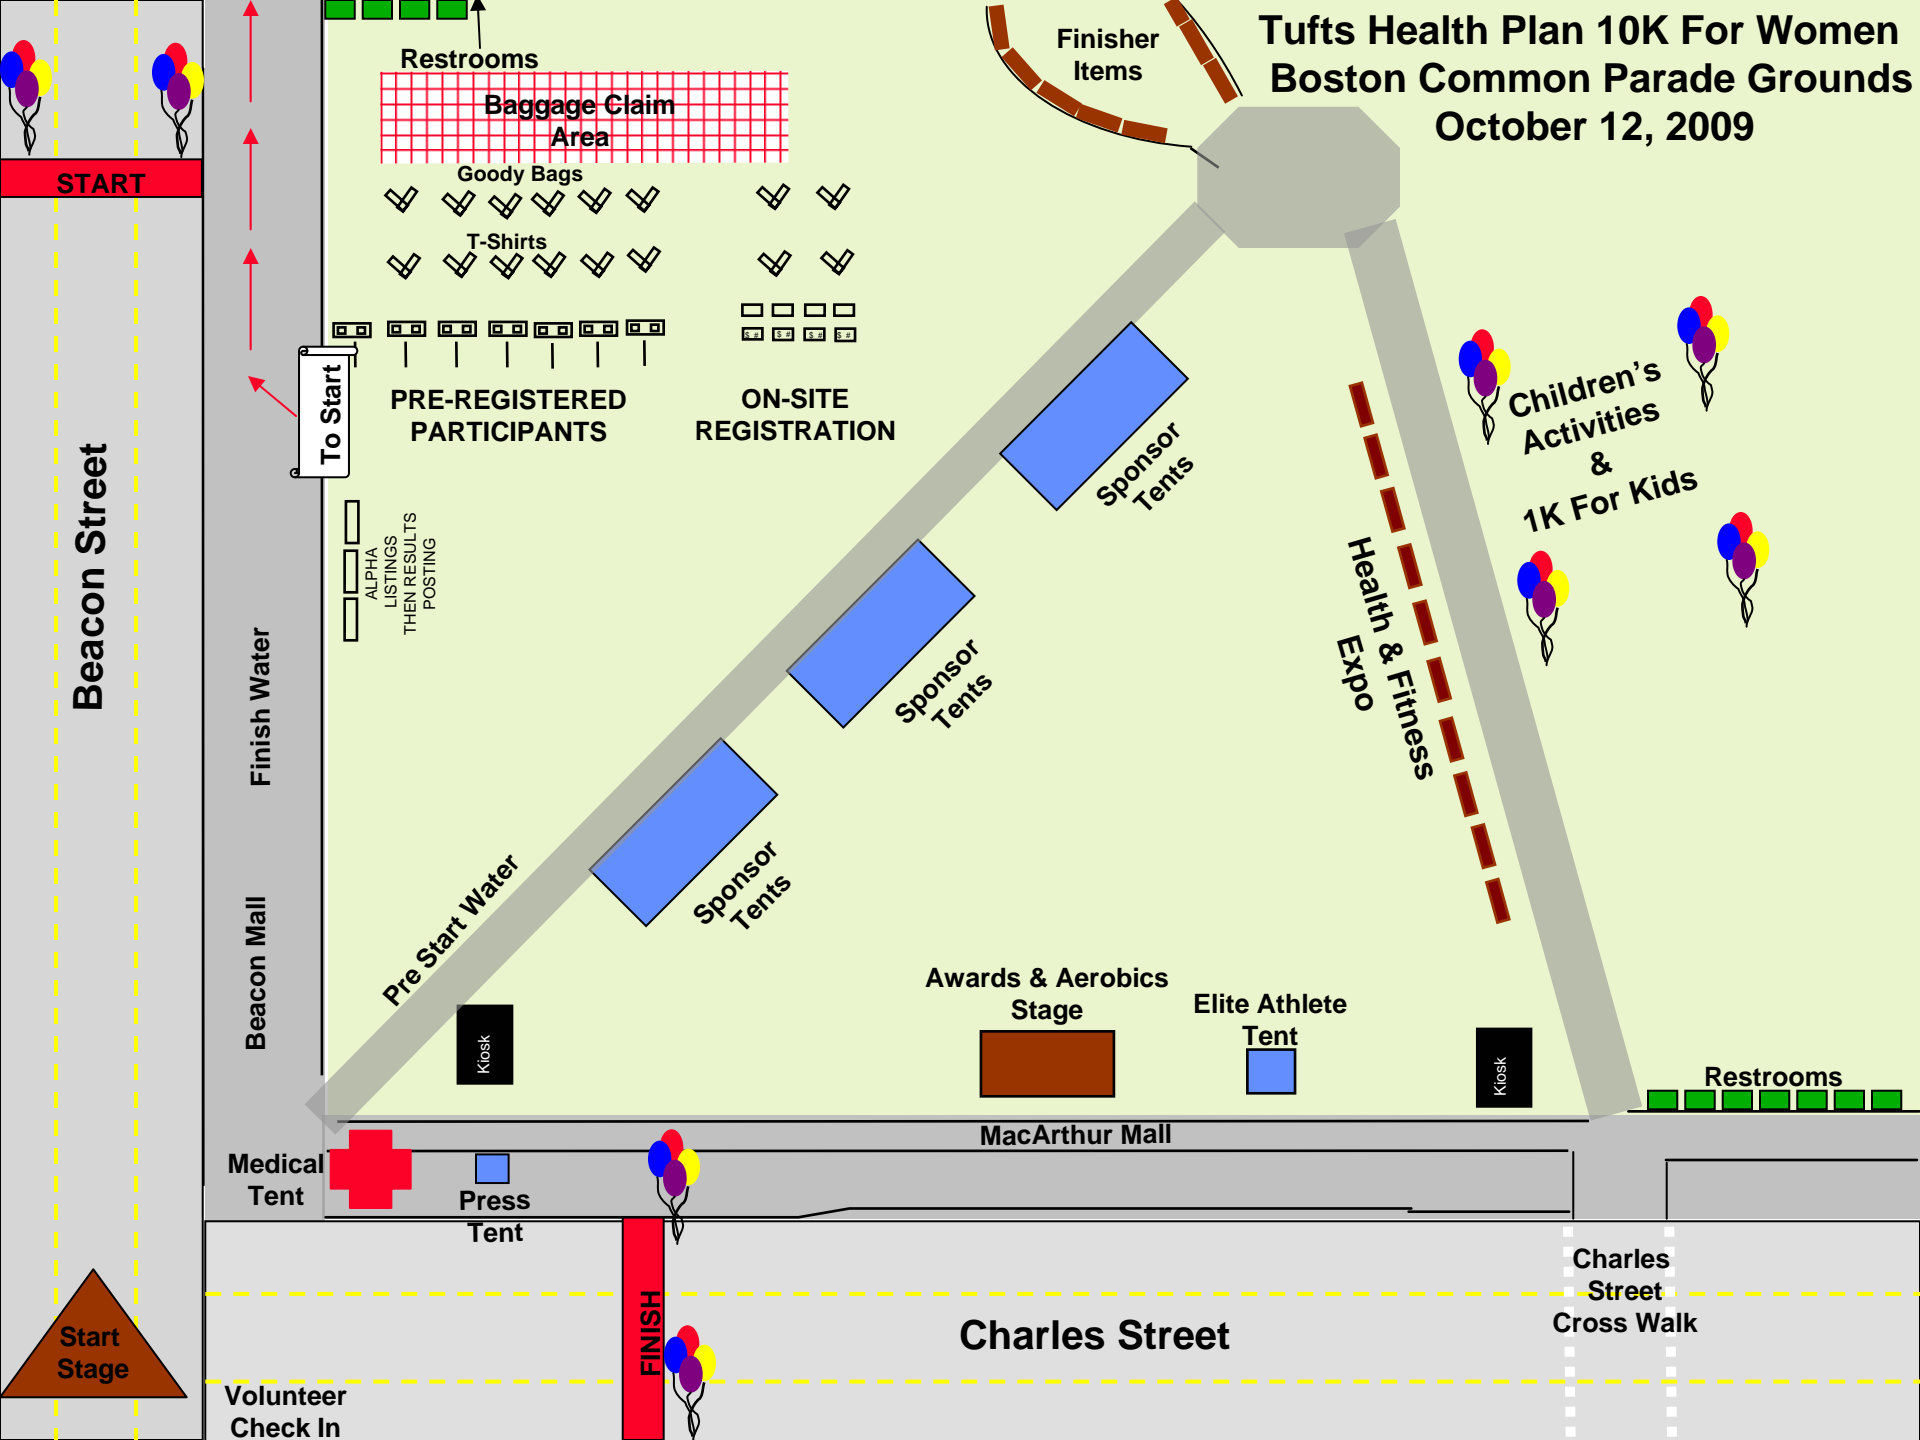 Tufts Health Plan 10K For Women
Boston Common Parade Grounds
October 12, 2009
Finisher
Items
Restrooms
Baggage Claim
Area
Goody Bags
T-Shirts
START
$ #
$ #
$ #
$ #
To Start
PRE-REGISTERED
PARTICIPANTS
ON-SITE
REGISTRATION
ALPHA
LISTINGS
THEN RESULTS
POSTING
Beacon Street
Finish Water
Beacon Mall
Pre Start Water
Sponsor
Tents
Sponsor
Tents
Sponsor
Tents
Health & Fitness
Expo
Children's
Activities
&
1K For Kids
Kiosk
Awards & Aerobics
Stage
Elite Athlete
Tent
Kiosk
Restrooms
MacArthur Mall
Medical
Tent
Press
Tent
FINISH
Charles Street
Charles
Street
Cross Walk
Start
Stage
Volunteer
Check In